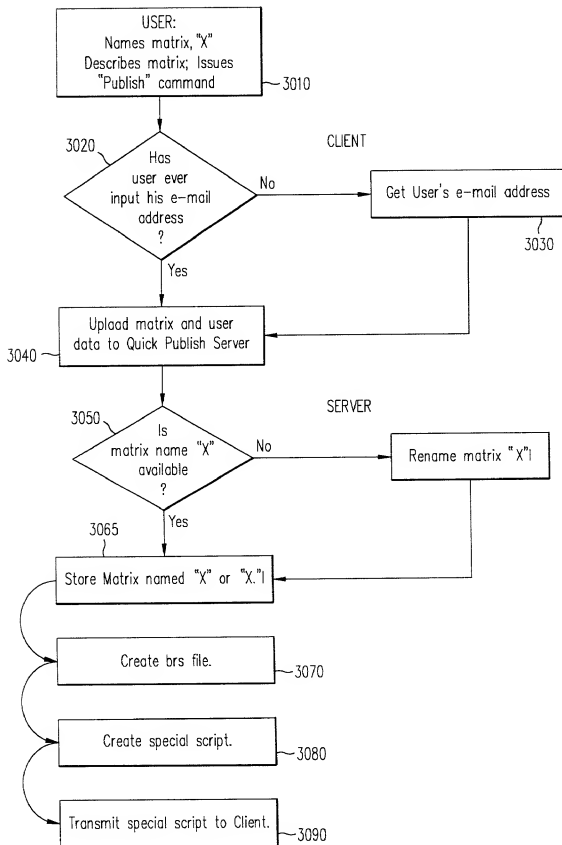 USER:
Names matrix, "X"
Describes matrix; Issues
"Publish" command
3010
3020
CLIENT
Has
user ever
input his e-mail
address
?
No
Get User's e-mail address
3030
Yes
Upload matrix and user
data to Quick Publish Server
3040
3050
SERVER
Is
matrix name "X"
available
?
No
Rename matrix "X"I
Yes
3065
Store Matrix named "X" or "X."I
Create brs file.
3070
Create special script.
3080
Transmit special script to Client.
3090